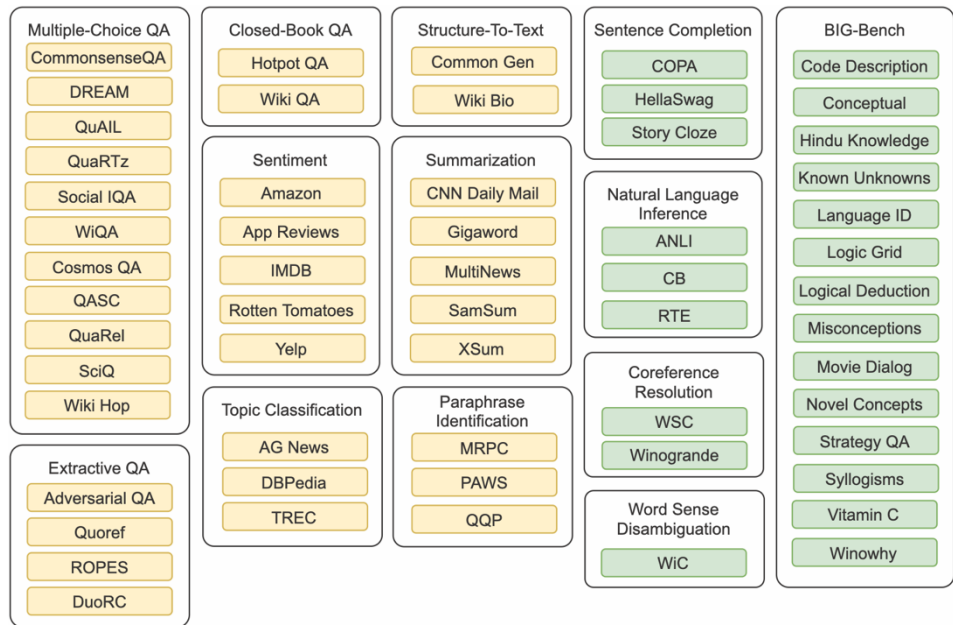 Multiple-Choice QA
CommonsenseQA
DREAM
QuAIL
QuaRTz
Social IQA
WiQA
Cosmos QA
QASC
QuaRel
SciQ
Wiki Hop
Extractive QA
Adversarial QA
Quoref
ROPES
DuoRC
Closed-Book QA
Hotpot QA
Wiki QA
Sentiment
Amazon
App Reviews
IMDB
Rotten Tomatoes
Yelp
Topic Classification
AG News
DBPedia
TREC
Structure-To-Text
Common Gen
Wiki Bio
Summarization
CNN Daily Mail
Gigaword
MultiNews
SamSum
XSum
Paraphrase
Identification
MRPC
PAWS
QQP
Sentence Completion
COPA
HellaSwag
Story Cloze
Natural Language
Inference
ANLI
CB
RTE
Coreference
Resolution
WSC
Winogrande
Word Sense
Disambiguation
WiC
BIG-Bench
Code Description
Conceptual
Hindu Knowledge
Known Unknowns
Language ID
Logic Grid
Logical Deduction
Misconceptions
Movie Dialog
Novel Concepts
Strategy QA
Syllogisms
Vitamin C
Winowhy